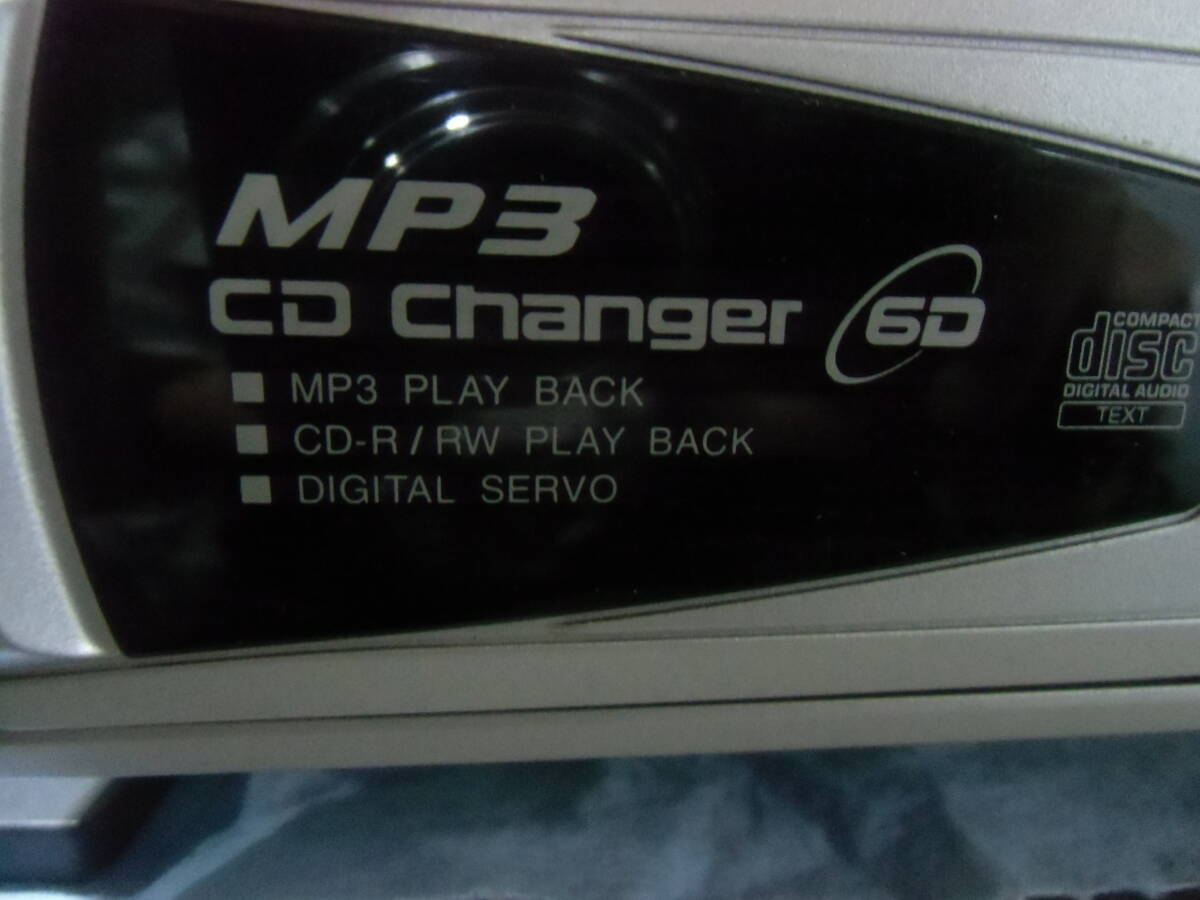 MP3
CD Changer 6D
■ MP3 PLAY BACK
■ CD-R / RW PLAY BACK
■ DIGITAL SERVO
COMPACT
disc
DIGITAL AUDIO
TEXT